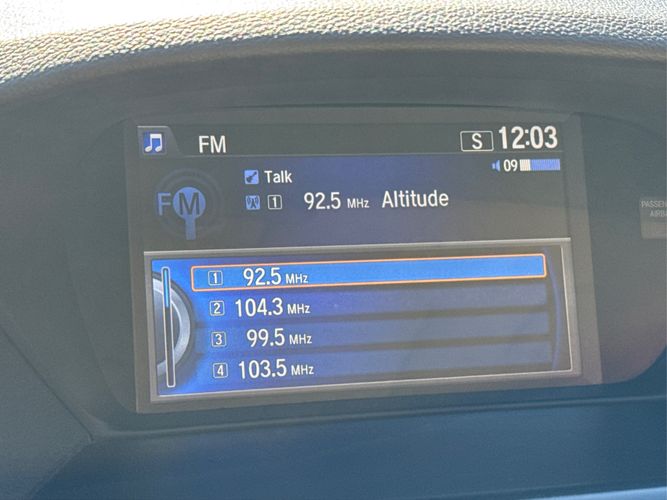 FM S 12:03
09
Talk
FM 1 92.5 MHz Altitude
1 92.5 MHz
2 104.3 MHz
3 99.5 MHz
4 103.5 MHz